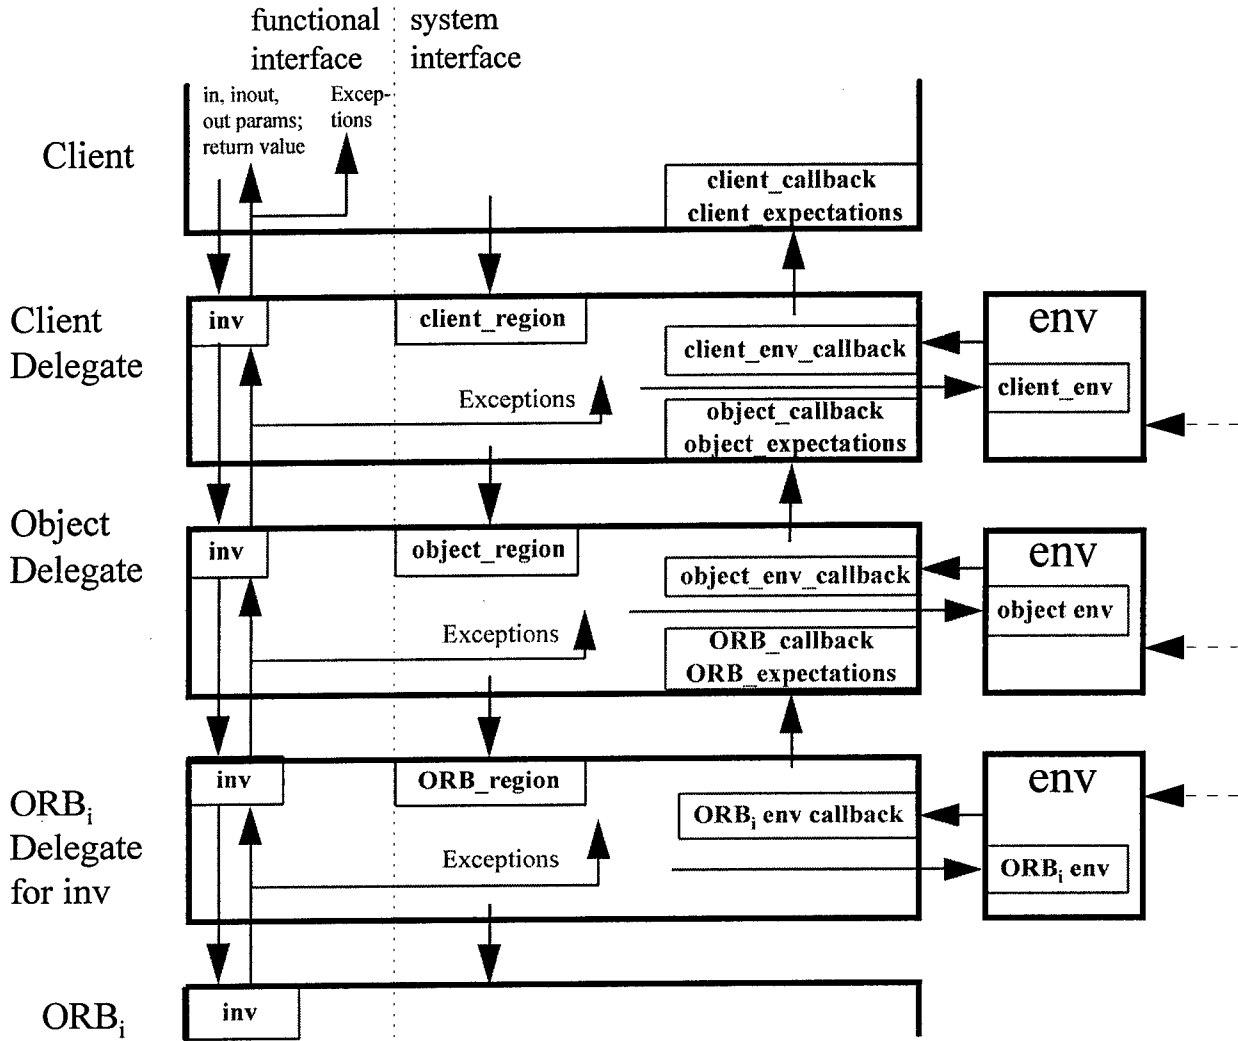 functional
interface
system
interface
in, inout,
out params;
return value
Excep-
tions
Client
client_callback
client_expectations
Client
Delegate
inv
client_region
client_env_callback
env
client_env
Exceptions
object_callback
object_expectations
Object
Delegate
inv
object_region
object_env_callback
env
object env
Exceptions
ORB_callback
ORB_expectations
ORBi
Delegate
for inv
inv
ORB_region
ORBi env callback
env
ORBi env
Exceptions
ORBi
inv